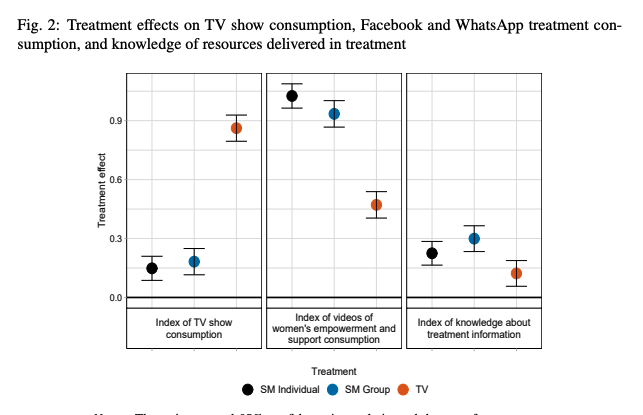 Fig. 2: Treatment effects on TV show consumption, Facebook and WhatsApp treatment con-
sumption, and knowledge of resources delivered in treatment
Treatment effect
0.9
0.6
0.3
0.0
Index of TV show
consumption
Index of videos of
women's empowerment and
support consumption
Index of knowledge about
treatment information
Treatment
SM Individual
SM Group
TV